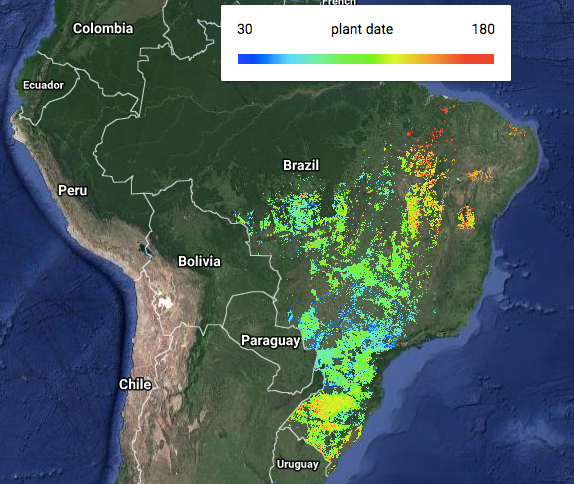 French
30 plant date 180
Colombia
Ecuador
Brazil
Peru
Bolivia
Paraguay
Chile
Uruguay